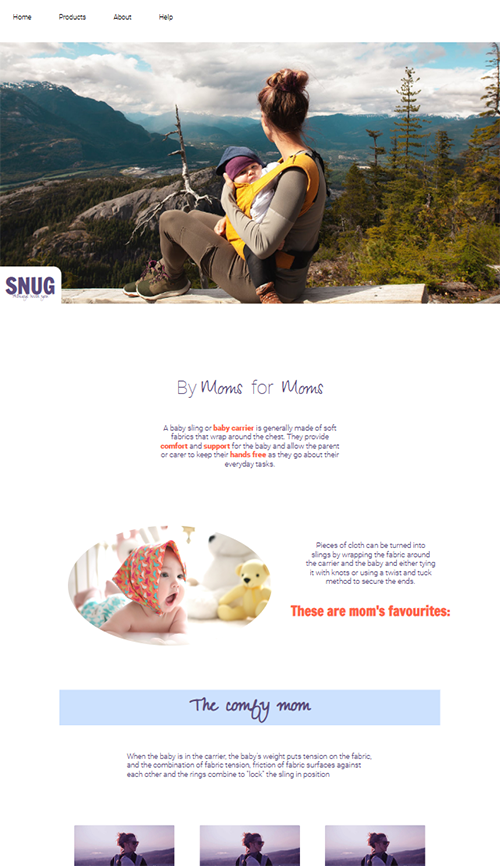 Home Products About Help
SNUG
By Moms for Moms
A baby sling or baby carrier is generally made of soft
fabrics that wrap around the chest. They provide
comfort and support for the baby and allow the parent
or carer to keep their hands free as they go about their
everyday tasks.
Pieces of cloth can be turned into
slings by wrapping the fabric around
the carrier and the baby and either tying
it with knots or using a twist and tuck
method to secure the ends.
These are mom's favourites:
The comfy mom
When the baby is in the carrier, the baby's weight puts tension on the fabric,
and the combination of fabric tension, friction of fabric surfaces against
each other and the rings combine to "lock" the sling in position